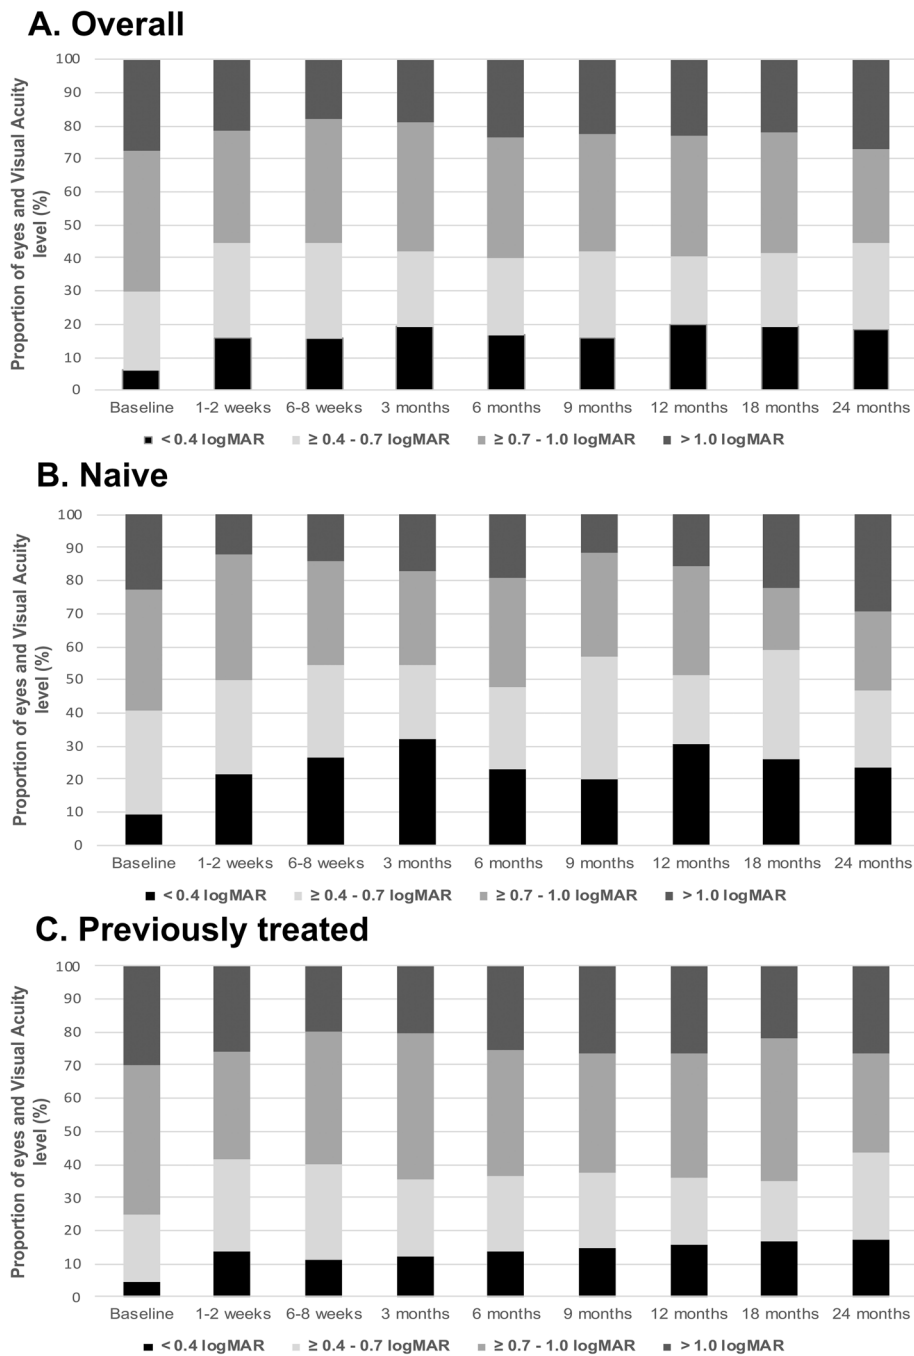 A. Overall
Proportion of eyes and Visual Acuity
level (%)
100
90
80
70
60
50
40
30
20
10
0
Baseline 1-2 weeks 6-8 weeks 3 months 6 months 9 months 12 months 18 months 24 months
< 0.4 logMAR ≥ 0.4 - 0.7 logMAR ≥ 0.7 - 1.0 logMAR > 1.0 logMAR
B. Naive
Proportion of eyes and Visual Acuity
level (%)
100
90
80
70
60
50
40
30
20
10
0
Baseline 1-2 weeks 6-8 weeks 3 months 6 months 9 months 12 months 18 months 24 months
< 0.4 logMAR ≥ 0.4 - 0.7 logMAR ≥ 0.7 - 1.0 logMAR > 1.0 logMAR
C. Previously treated
Proportion of eyes and Visual Acuity
level (%)
100
90
80
70
60
50
40
30
20
10
0
Baseline 1-2 weeks 6-8 weeks 3 months 6 months 9 months 12 months 18 months 24 months
< 0.4 logMAR ≥ 0.4 - 0.7 logMAR ≥ 0.7 - 1.0 logMAR > 1.0 logMAR